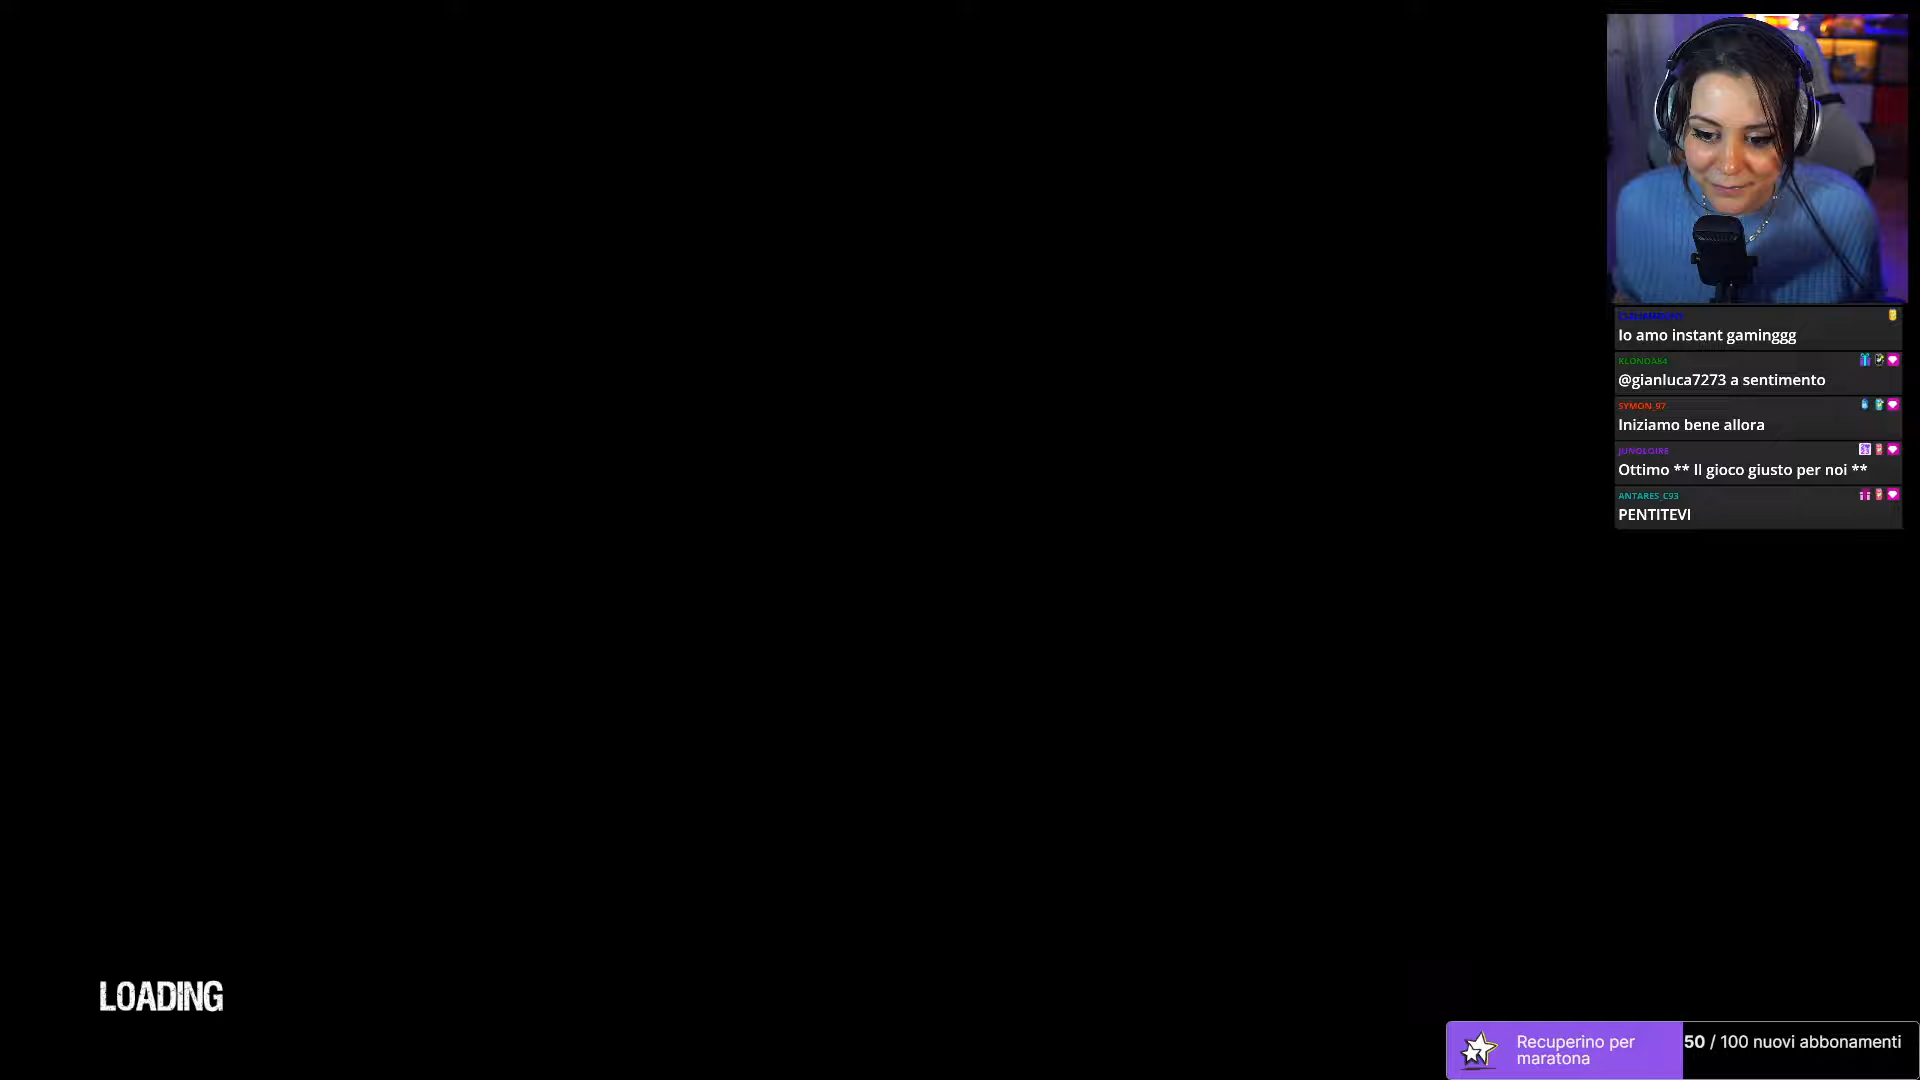 Io amo instant gaminggg
KLONOA84
@gianluca7273 a sentimento
SYMON_97
Iniziamo bene allora
JUNOLOIRE
Ottimo ** Il gioco giusto per noi **
ANTARES_C93
PENTITEVI
LOADING
Recuperino per
maratona
50 / 100 nuovi abbonamenti